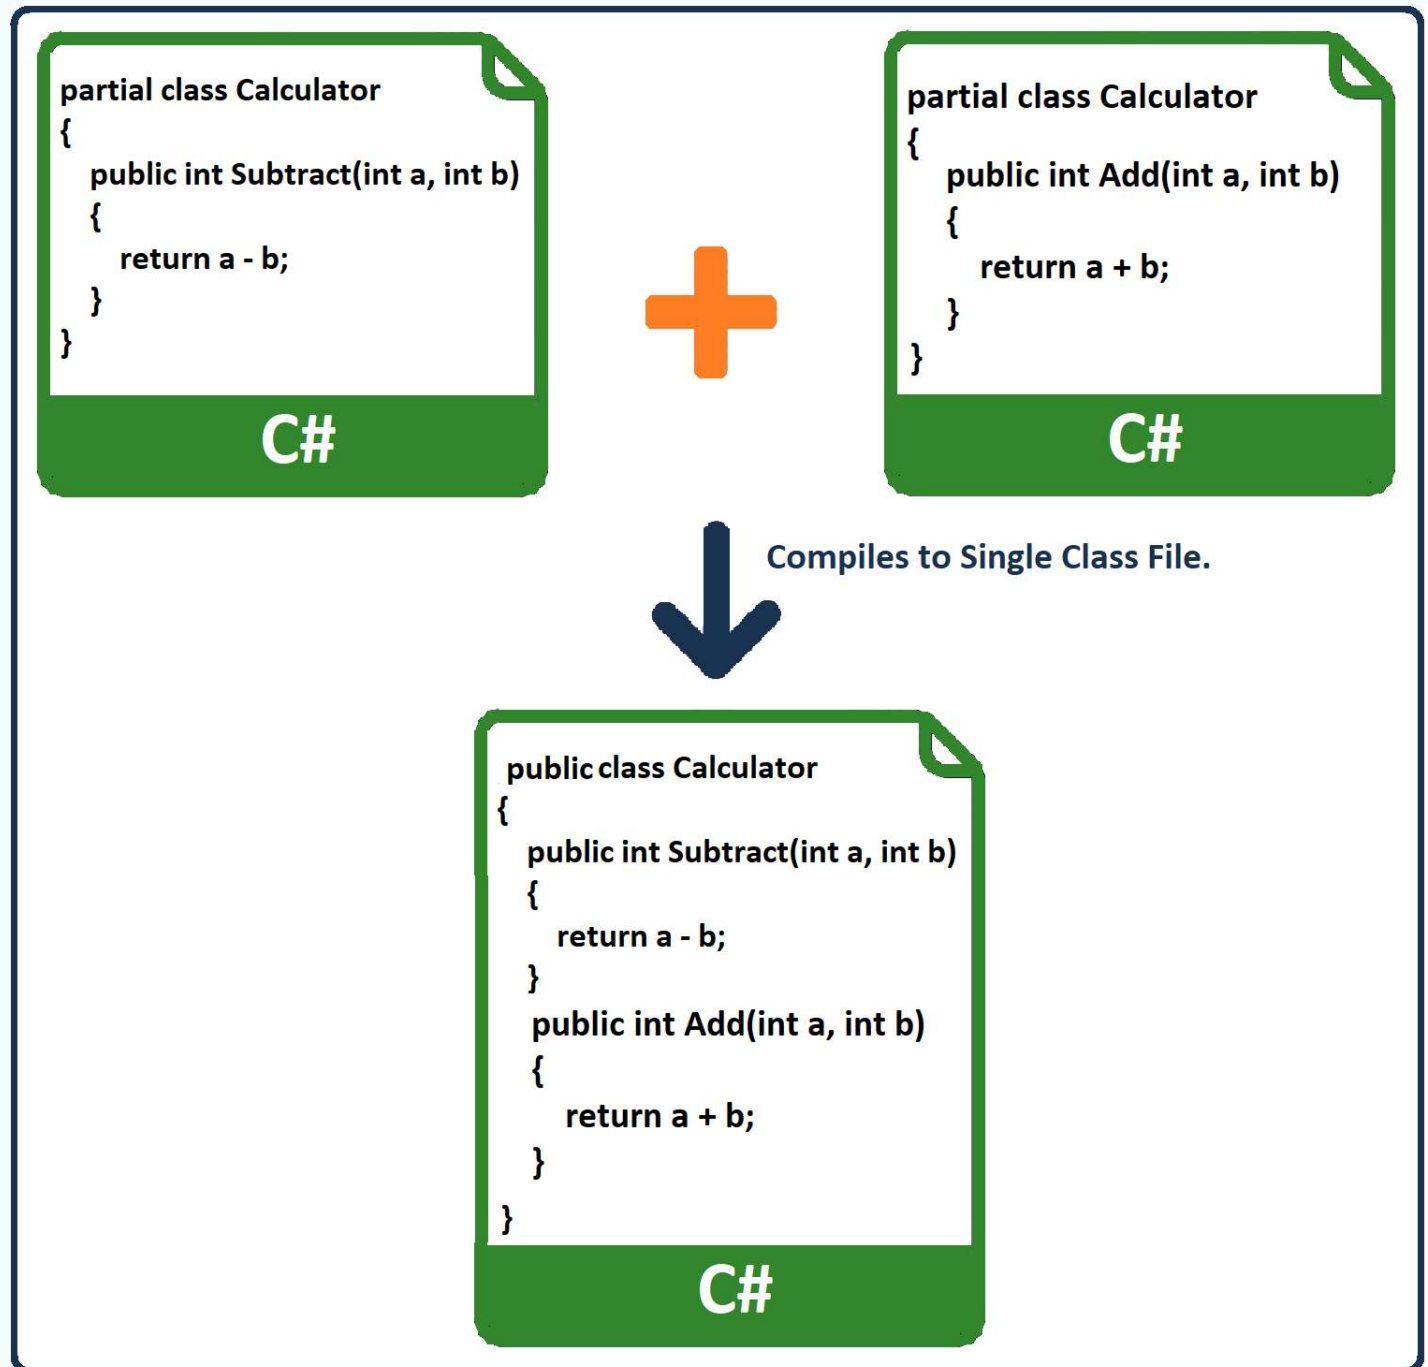 partial class Calculator
{
public int Subtract(int a, int b)
{
return a - b;
}
}
C#
partial class Calculator
{
public int Add(int a, int b)
{
return a + b;
}
}
C#
Compiles to Single Class File.
public class Calculator
{
public int Subtract(int a, int b)
{
return a - b;
}
public int Add(int a, int b)
{
return a + b;
}
}
C#